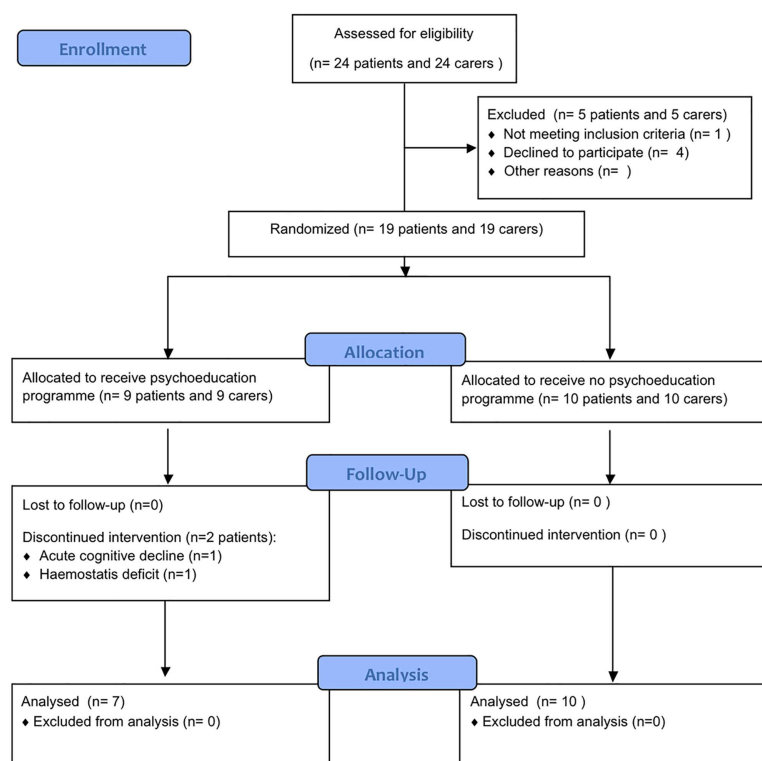 Enrollment
Assessed for eligibility
(n= 24 patients and 24 carers )
Excluded (n= 5 patients and 5 carers)
♦ Not meeting inclusion criteria (n= 1 )
♦ Declined to participate (n= 4)
♦ Other reasons (n= )
Randomized (n= 19 patients and 19 carers)
Allocation
Allocated to receive psychoeducation
programme (n= 9 patients and 9 carers)
Allocated to receive no psychoeducation
programme (n= 10 patients and 10 carers)
Follow-Up
Lost to follow-up (n=0)
Discontinued intervention (n=2 patients):
♦ Acute cognitive decline (n=1)
♦ Haemostatis deficit (n=1)
Lost to follow-up (n= 0 )
Discontinued intervention (n= 0 )
Analysis
Analysed (n= 7)
♦ Excluded from analysis (n= 0)
Analysed (n= 10 )
♦ Excluded from analysis (n=0)